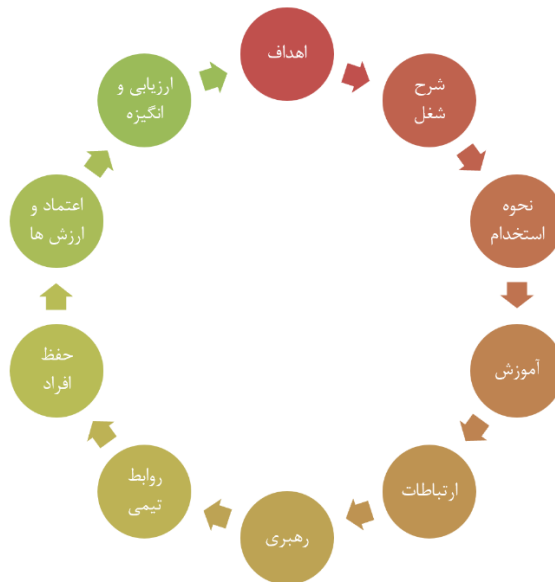 اهداف
شرح
شغل
نحوه
استخدام
آموزش
ارتباطات
رهبری
روابط
تیمی
حفظ
افراد
اعتماد و
ارزش ها
ارزیابی و
انگیزه